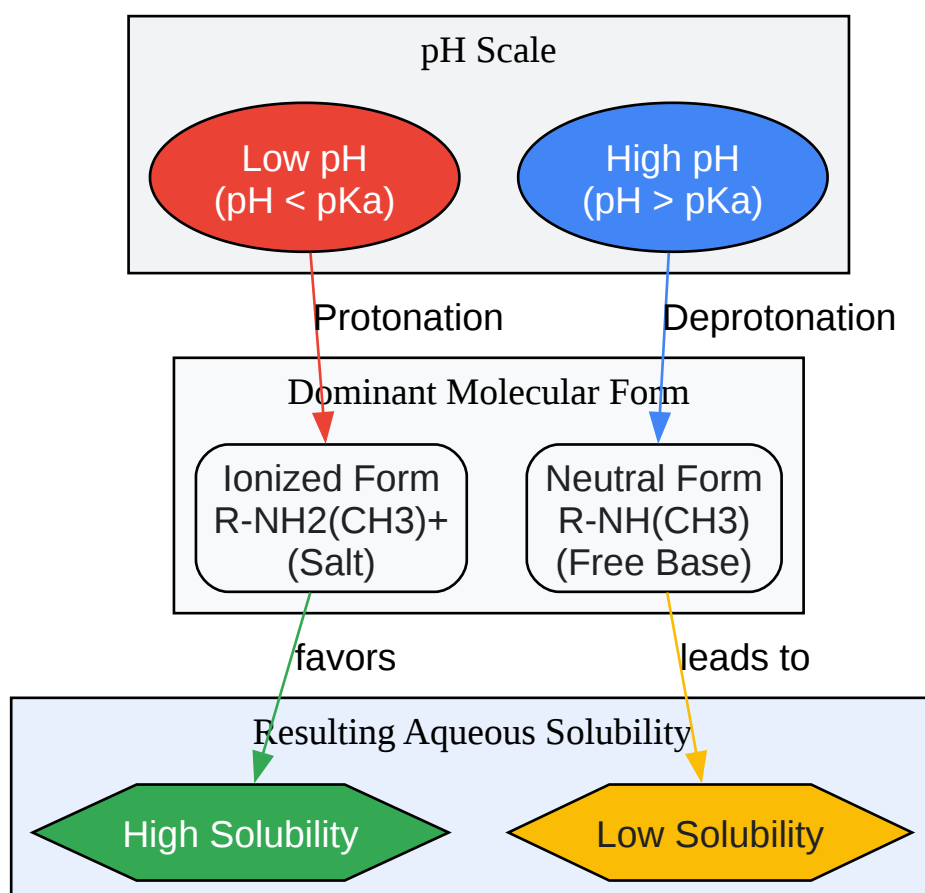 pH Scale
Low pH
(pH < pKa)
High pH
(pH > pKa)
Protonation
Deprotonation
Dominant Molecular Form
Ionized Form
R-NH2(CH3)+
(Salt)
Neutral Form
R-NH(CH3)
(Free Base)
favors
leads to
Resulting Aqueous Solubility
High Solubility
Low Solubility